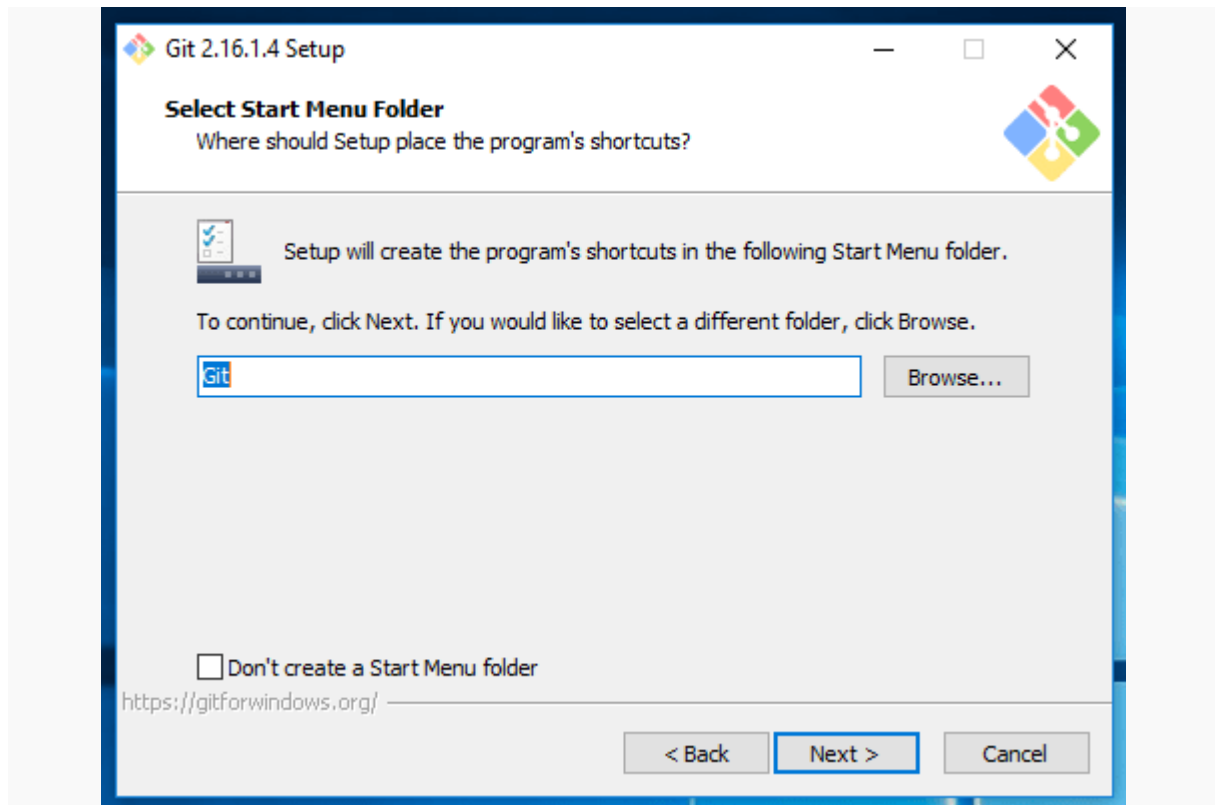 Git 2.16.1.4 Setup
Select Start Menu Folder
Where should Setup place the program's shortcuts?
Setup will create the program's shortcuts in the following Start Menu folder.
To continue, click Next. If you would like to select a different folder, click Browse.
Git
Browse...
Don't create a Start Menu folder
https://gitforwindows.org/
< Back
Next >
Cancel